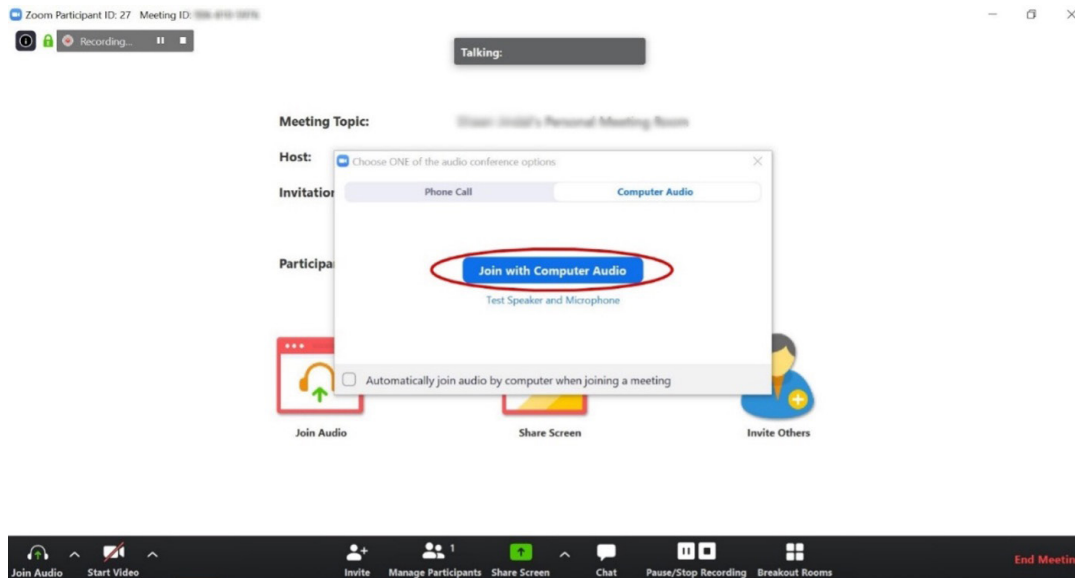 Zoom Participant ID: 27 Meeting ID:
Recording...
Talking:
Meeting Topic:
Host:
Choose ONE of the audio conference options
Invitation
Phone Call
Computer Audio
Participa
Join with Computer Audio
Test Speaker and Microphone
Automatically join audio by computer when joining a meeting
Join Audio
Share Screen
Invite Others
1
Join Audio
Start Video
Invite
Manage Participants
Share Screen
Chat
Pause/Stop Recording
Breakout Rooms
End Meetin